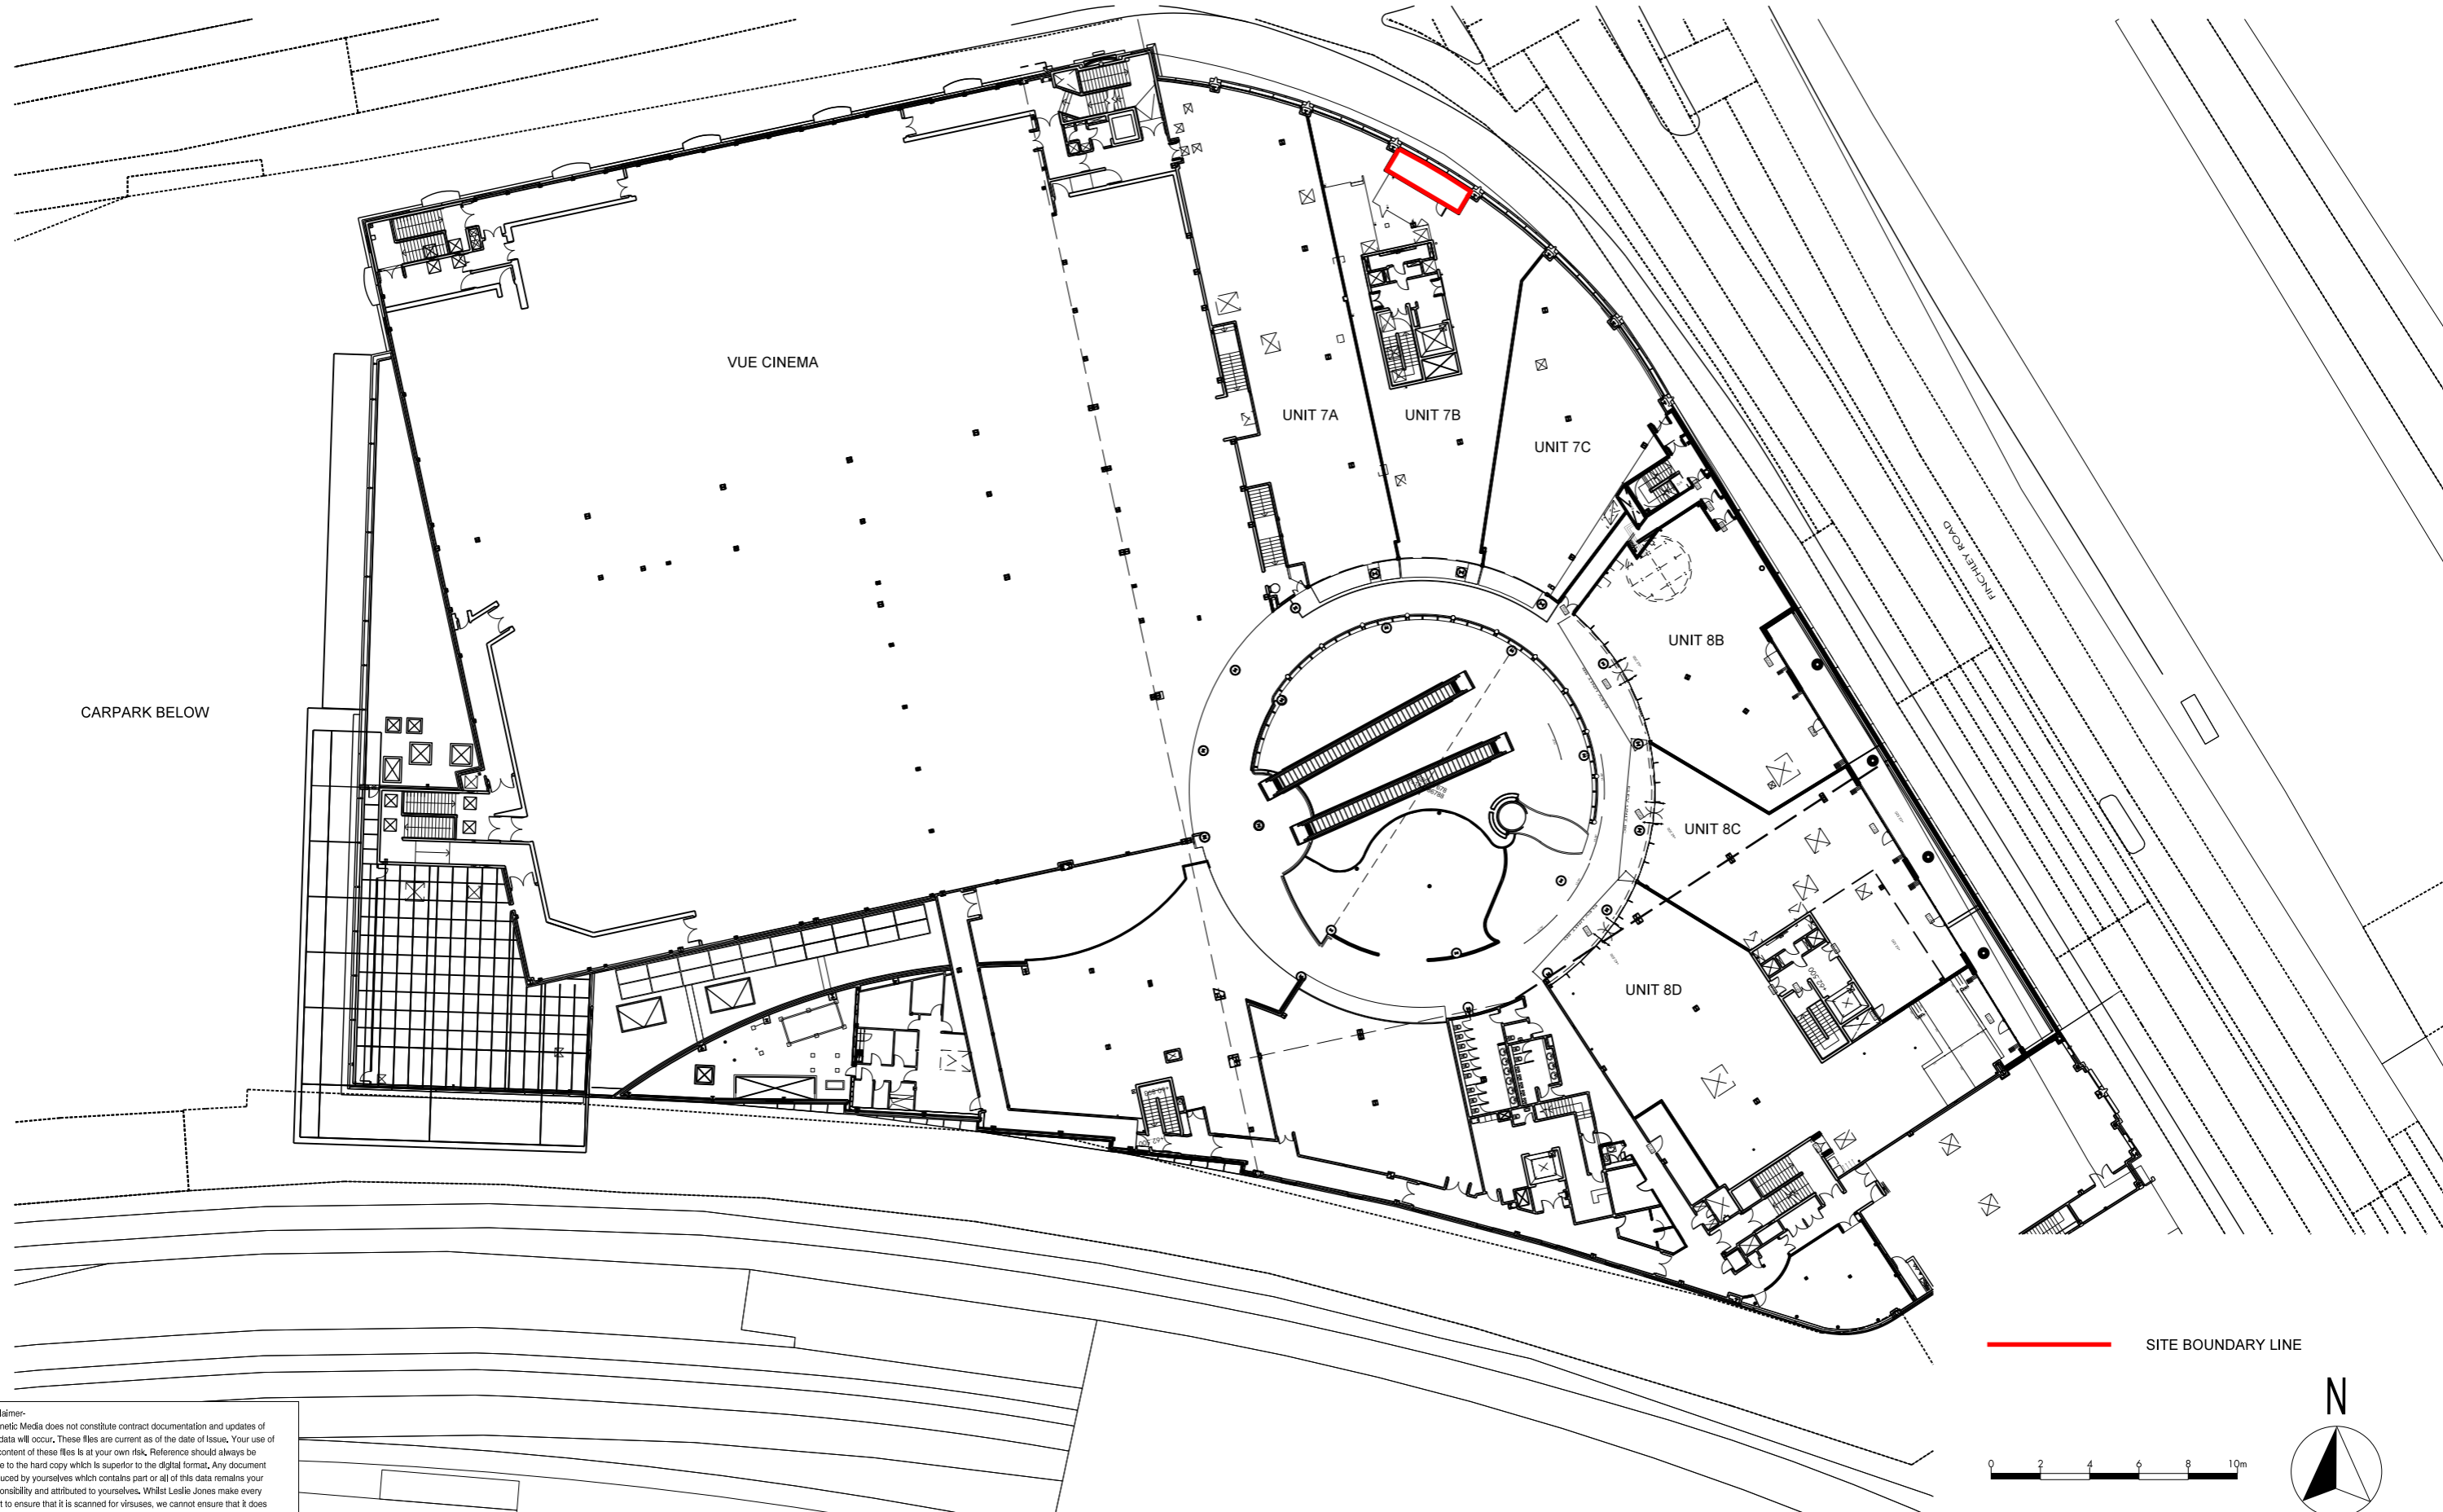 VUE CINEMA
UNIT 7A
UNIT 7B
UNIT 7C
FINCHLEY ROAD
UNIT 8B
CARPARK BELOW
UNIT 8C
UNIT 8D
SITE BOUNDARY LINE
N
0 2 4 6 8 10m
laimer-
netic Media does not constitute contract documentation and updates of
data will occur. These files are current as of the date of issue. Your use of
content of these files is at your own risk. Reference should always be
e to the hard copy which is superior to the digital format. Any document
uced by yourselves which contains part or all of this data remains your
onsibility and attributed to yourselves. Whilst Leslie Jones make every
t to ensure that it is scanned for virsuses, we cannot ensure that it does